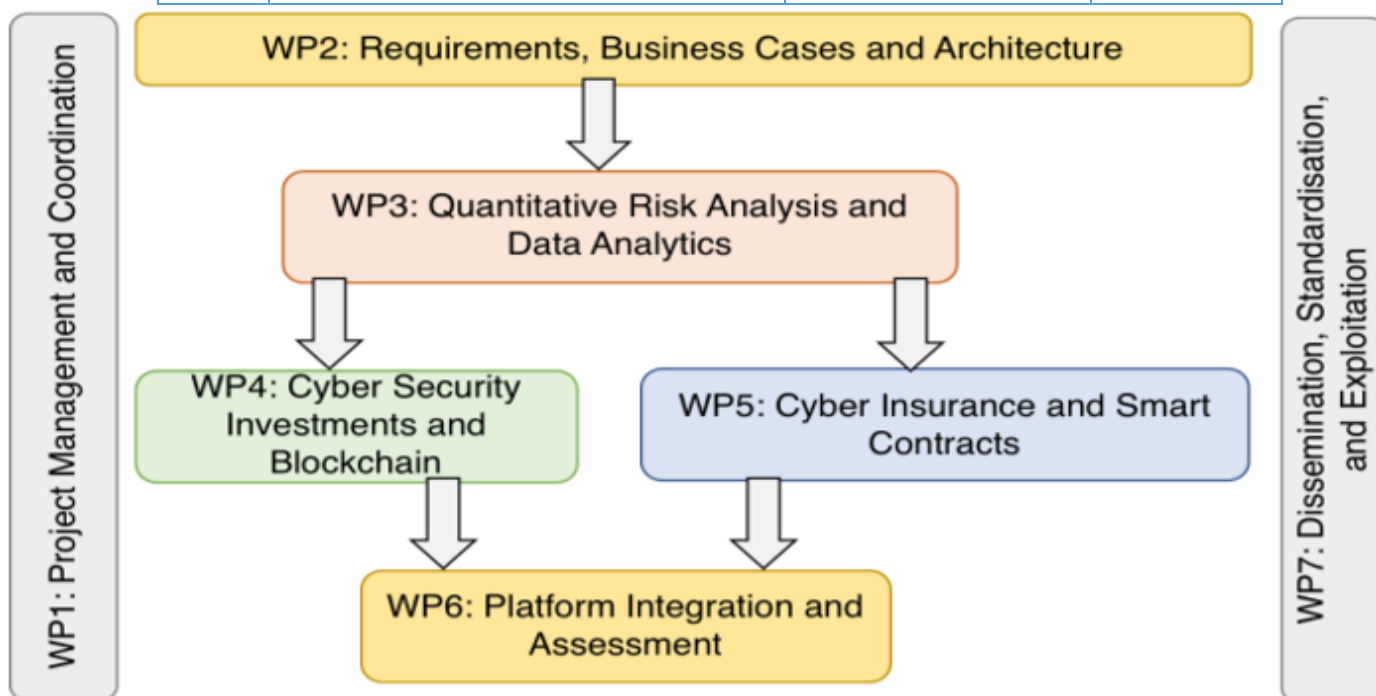 WP1: Project Management and Coordination
WP2: Requirements, Business Cases and Architecture
WP3: Quantitative Risk Analysis and
Data Analytics
WP4: Cyber Security
Investments and
Blockchain
WP5: Cyber Insurance and Smart
Contracts
WP6: Platform Integration and
Assessment
WP7: Dissemination, Standardisation,
and Exploitation